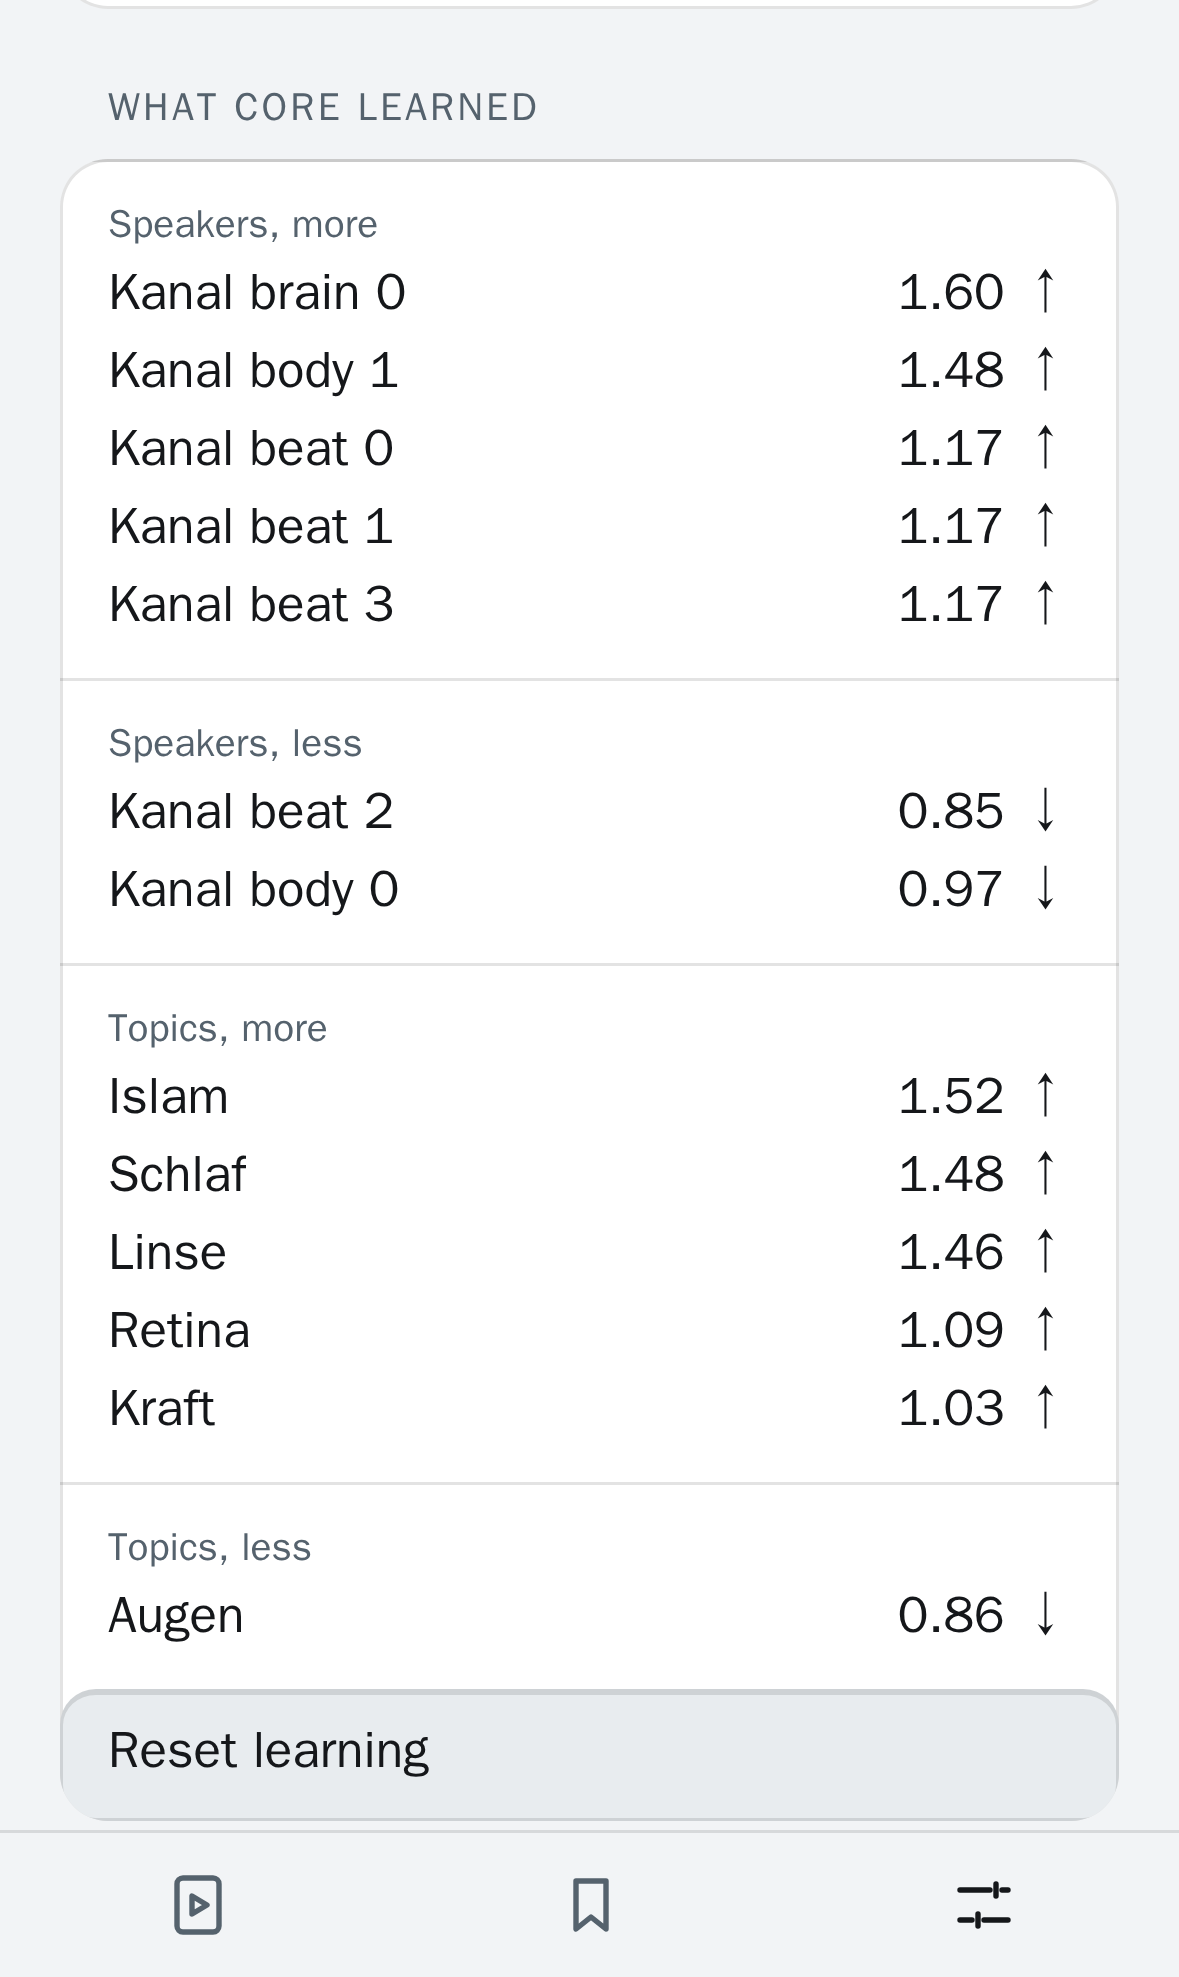 WHAT CORE LEARNED
Speakers, more
Kanal brain 0 1.60 ↑
Kanal body 1 1.48 ↑
Kanal beat 0 1.17 ↑
Kanal beat 1 1.17 ↑
Kanal beat 3 1.17 ↑
Speakers, less
Kanal beat 2 0.85 ↓
Kanal body 0 0.97 ↓
Topics, more
Islam 1.52 ↑
Schlaf 1.48 ↑
Linse 1.46 ↑
Retina 1.09 ↑
Kraft 1.03 ↑
Topics, less
Augen 0.86 ↓
Reset learning